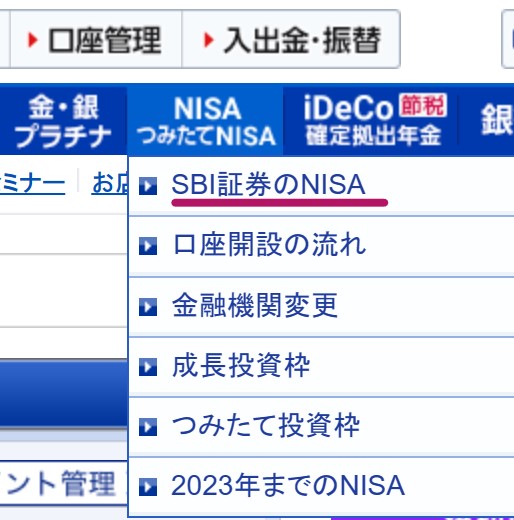 口座管理
入出金・振替
金・銀
プラチナ
NISA
つみたてNISA
iDeCo 節税
確定拠出年金
銀
ミナー
お店
SBI証券のNISA
口座開設の流れ
金融機関変更
成長投資枠
つみたて投資枠
ント管理
2023年までのNISA